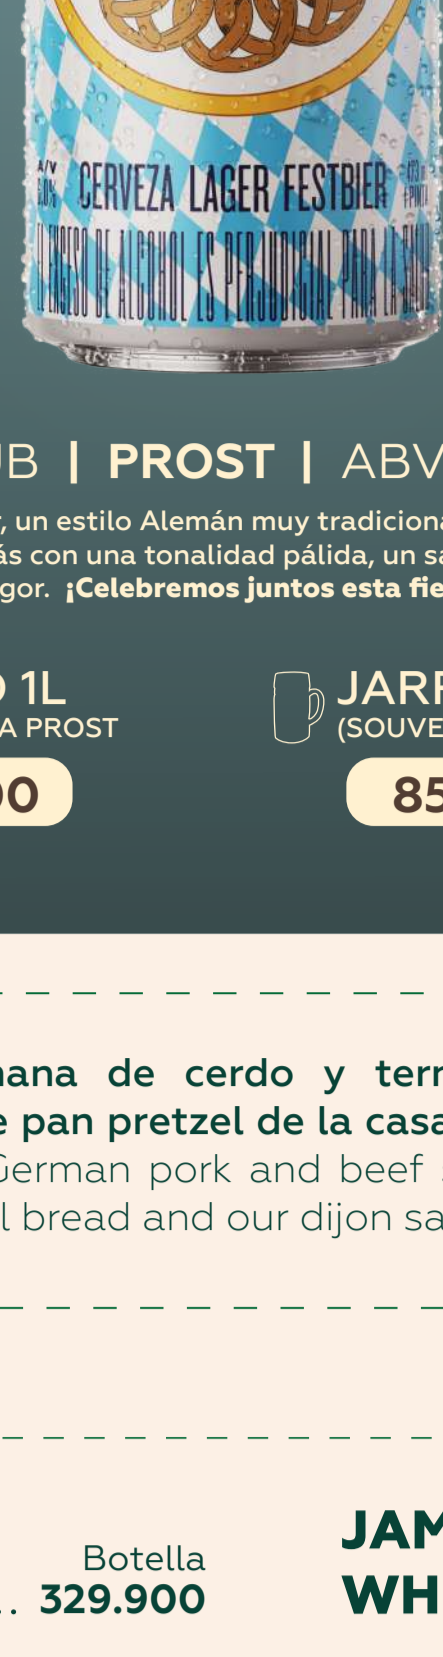 A/V
6.0%
CERVEZA LAGER FESTBIER
473
EL EXCESO DE ALCOHOL ES PERJUDICIAL PARA LA SALUD
UB | PROST | ABV
, un estilo Alemán muy tradiciona
ás con una tonalidad pálida, un sa
gor. ¡Celebremos juntos esta fie
O 1L
A PROST
JARR
(SOUVE
00
85
nana de cerdo y tern
e pan pretzel de la casa
German pork and beef s
l bread and our dijon sa
Botella
.. 329.900
JAM
WH